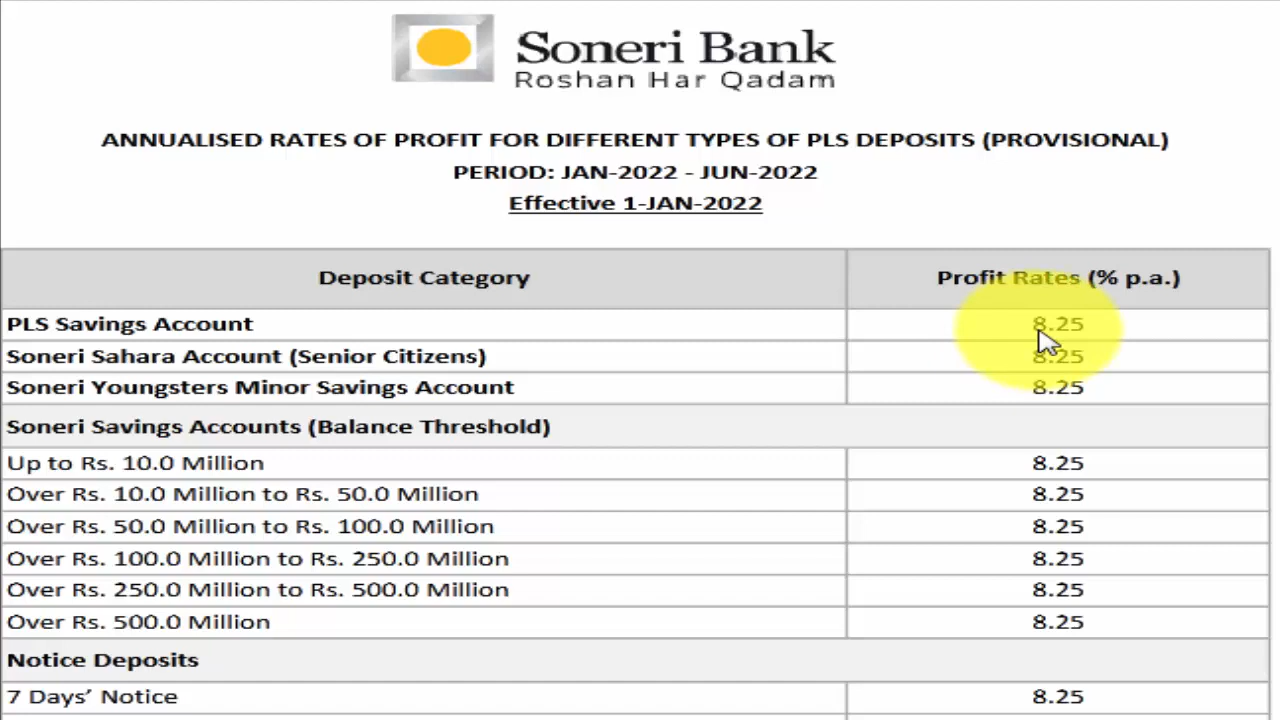 Soneri Bank
Roshan Har Qadam
ANNUALISED RATES OF PROFIT FOR DIFFERENT TYPES OF PLS DEPOSITS (PROVISIONAL)
PERIOD: JAN-2022 - JUN-2022
Effective 1-JAN-2022
Deposit Category Profit Rates (% p.a.)
PLS Savings Account 8.25
Soneri Sahara Account (Senior Citizens) 8.25
Soneri Youngsters Minor Savings Account 8.25
Soneri Savings Accounts (Balance Threshold)
Up to Rs. 10.0 Million 8.25
Over Rs. 10.0 Million to Rs. 50.0 Million 8.25
Over Rs. 50.0 Million to Rs. 100.0 Million 8.25
Over Rs. 100.0 Million to Rs. 250.0 Million 8.25
Over Rs. 250.0 Million to Rs. 500.0 Million 8.25
Over Rs. 500.0 Million 8.25
Notice Deposits
7 Days’ Notice 8.25